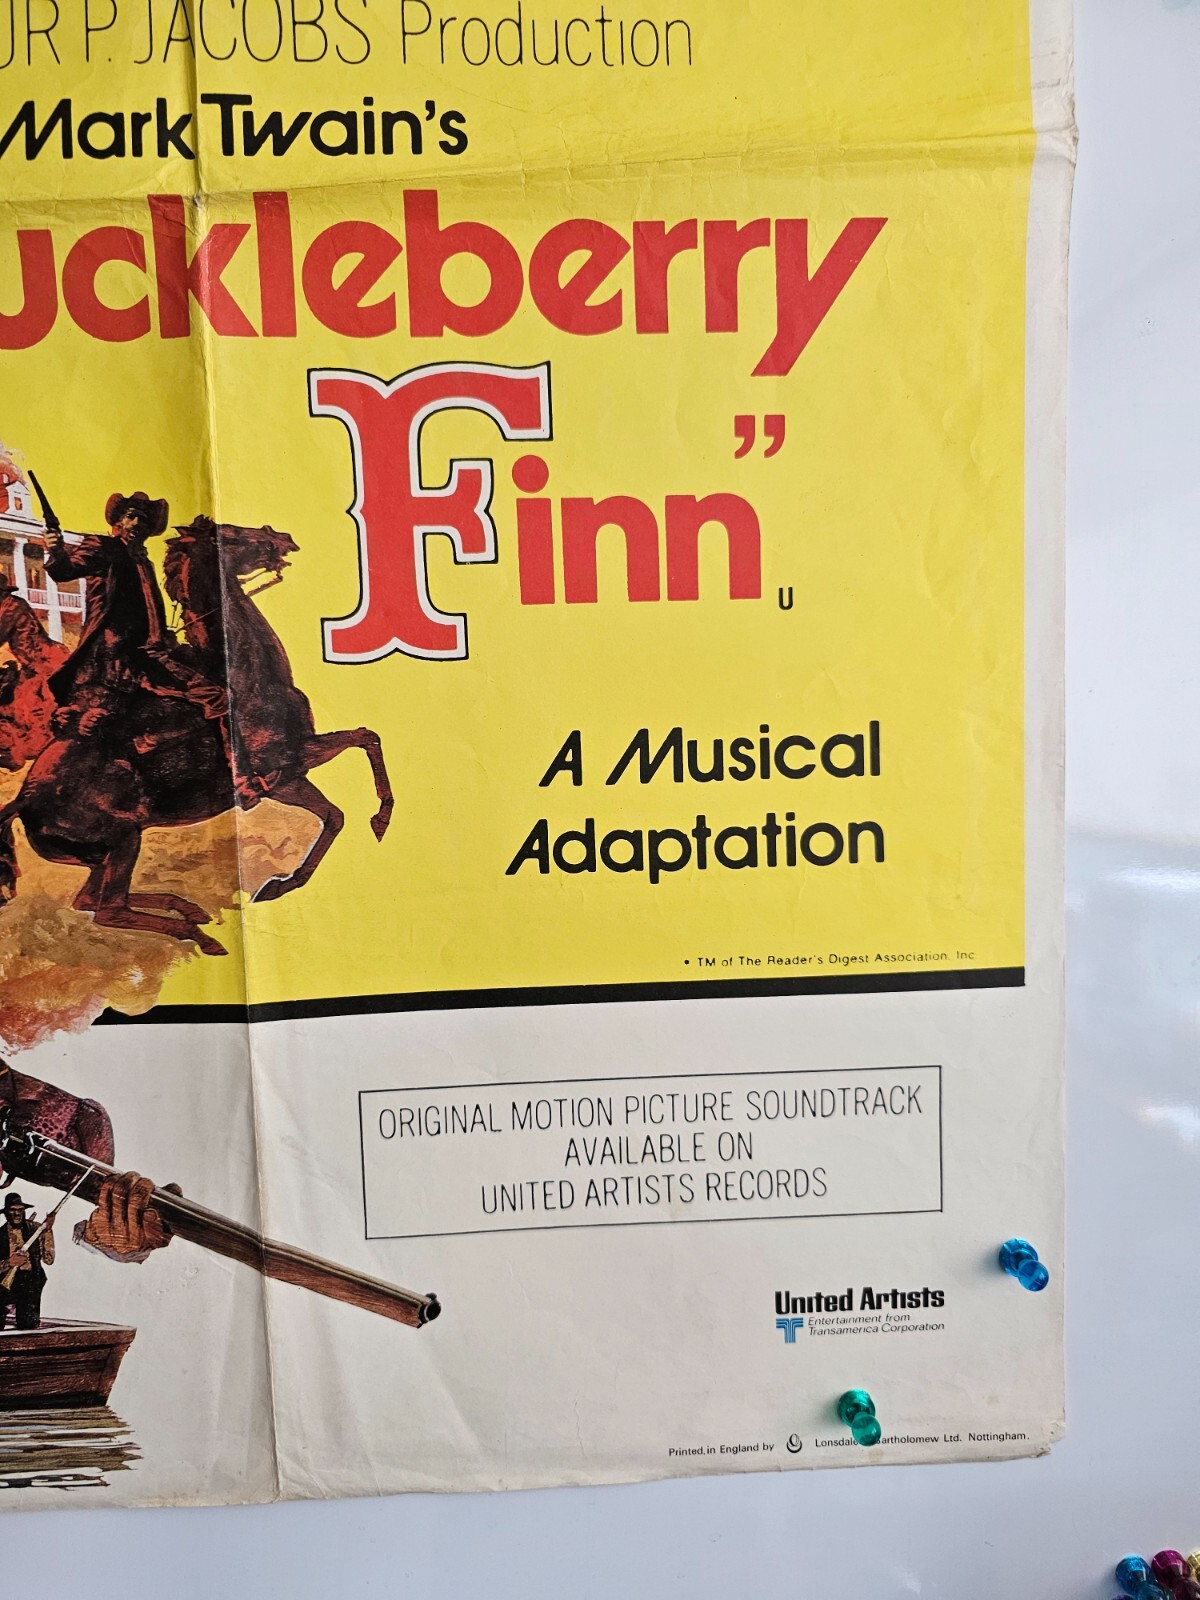 UR P. JACOBS Production
Mark Twain's
uckleberry
Finn”
U
A Musical
Adaptation
• TM of The Reader's Digest Association, Inc
ORIGINAL MOTION PICTURE SOUNDTRACK
AVAILABLE ON
UNITED ARTISTS RECORDS
United Artists
Entertainment from
Transamerica Corporation
Printed in England by Lonsdale Bartholomew Ltd. Nottingham.